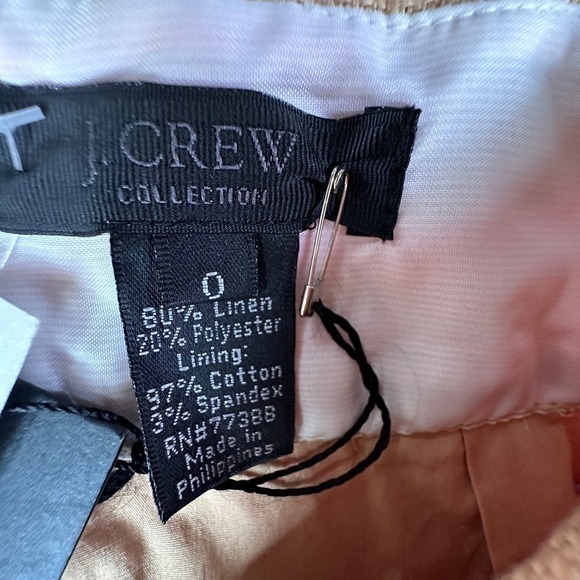 J.CREW
COLLECTION
0
80% Linen
20% Polyester
Lining:
97% Cotton
3% Spandex
RN#77388
Made in
Philippines